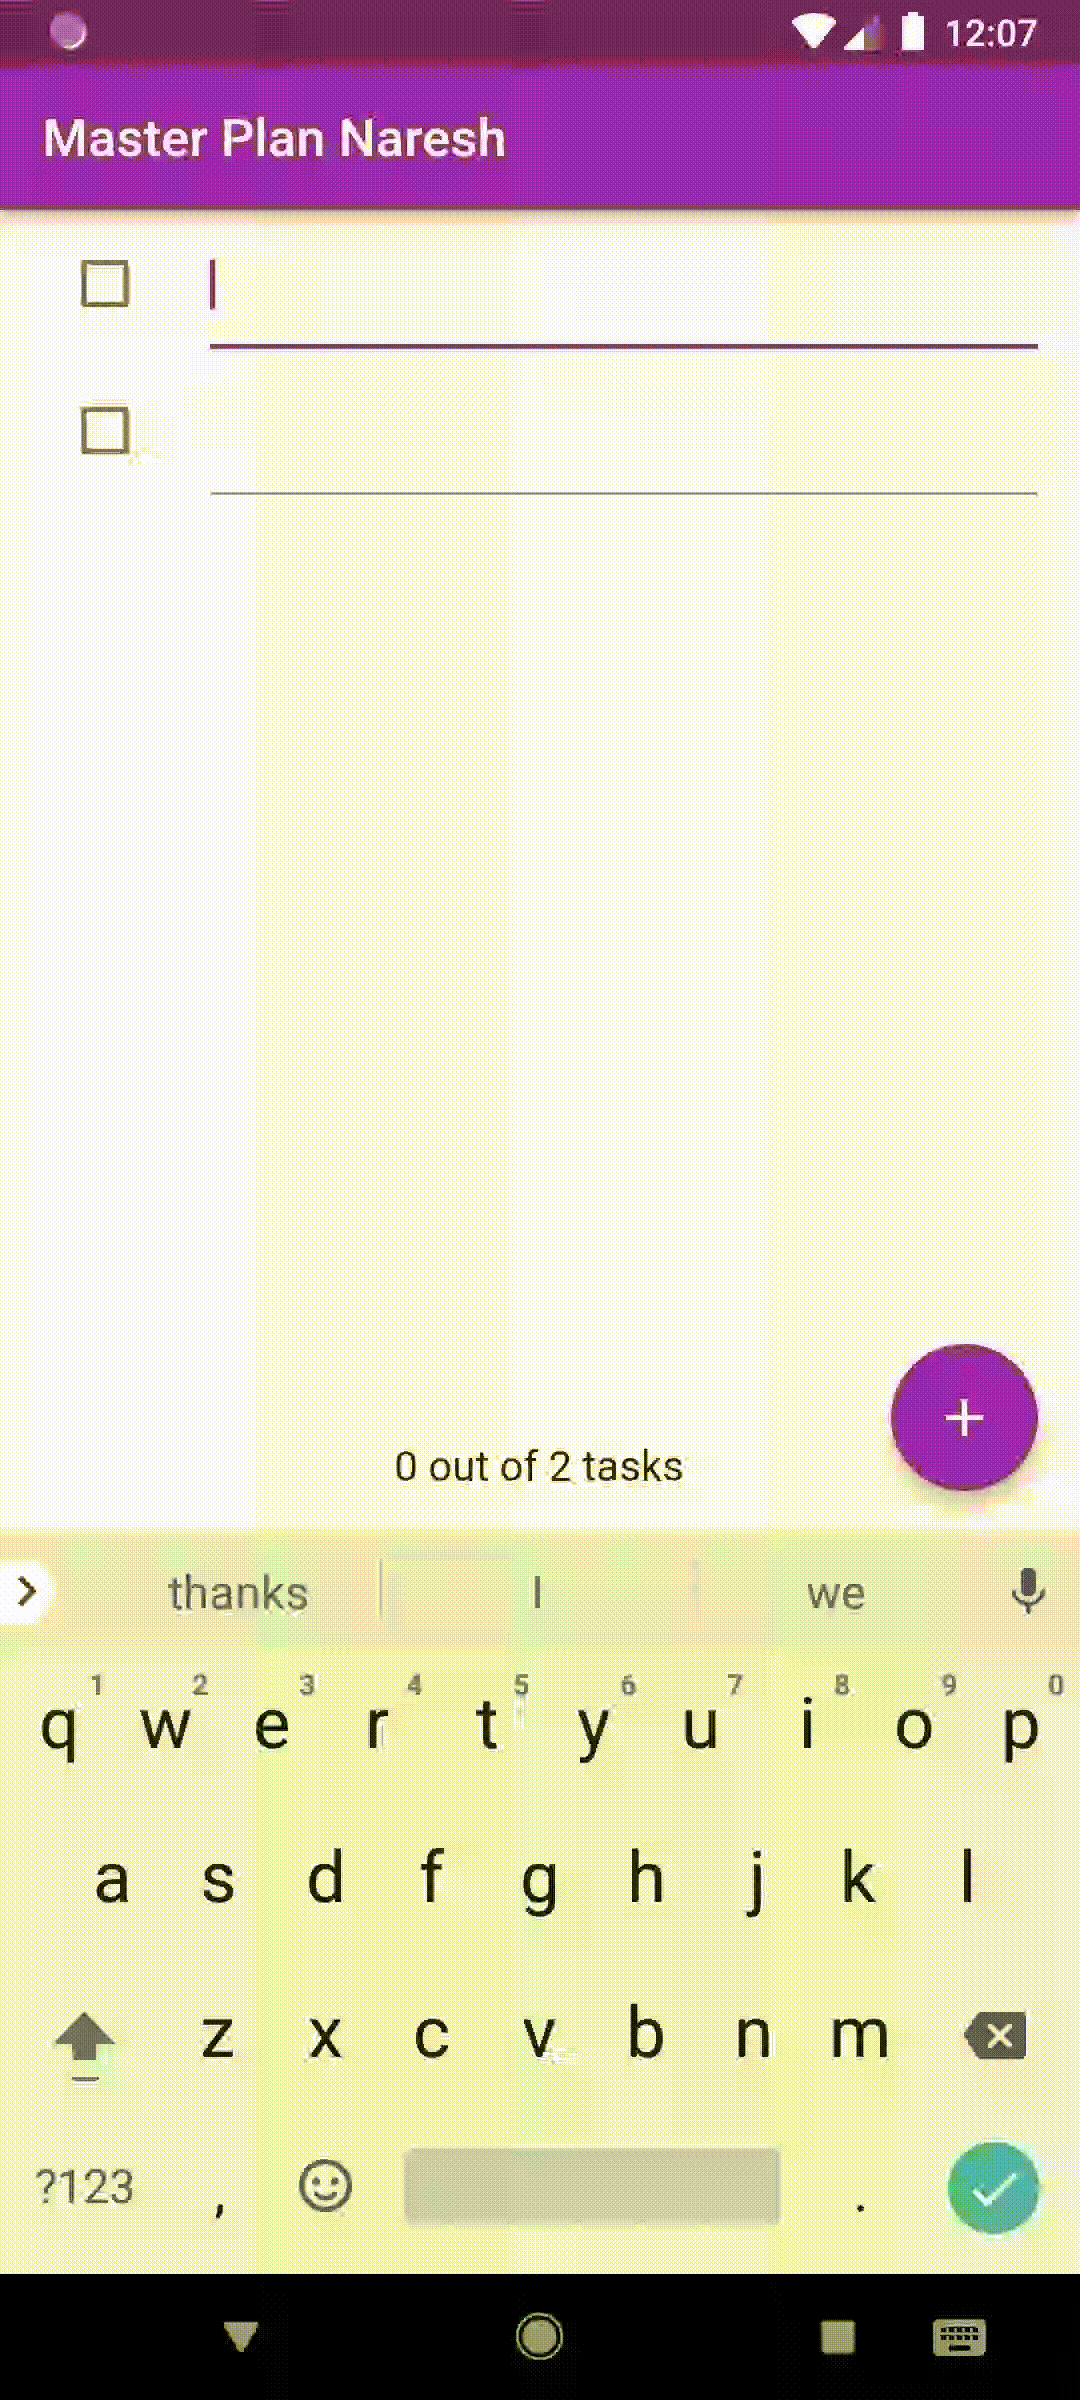 12:07
Master Plan Naresh
0 out of 2 tasks
thanks I we
1 2 3 4 5 6 7 8 9 0
q w e r t y u i o p
a s d f g h j k l
z x c v b n m
?123 , .